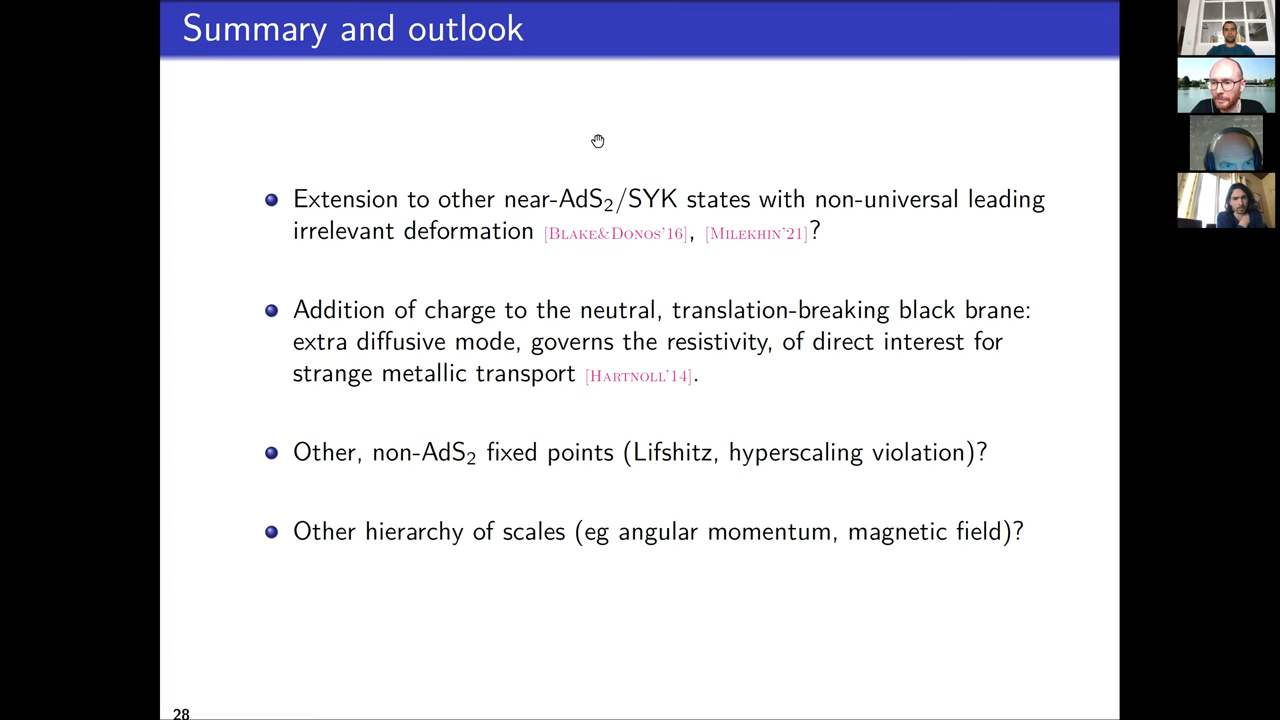 Summary and outlook
Extension to other near-AdS₂/SYK states with non-universal leading
irrelevant deformation [Blake&Donos'16], [Milekhin'21]?
Addition of charge to the neutral, translation-breaking black brane:
extra diffusive mode, governs the resistivity, of direct interest for
strange metallic transport [Hartnoll'14].
Other, non-AdS₂ fixed points (Lifshitz, hyperscaling violation)?
Other hierarchy of scales (eg angular momentum, magnetic field)?
28